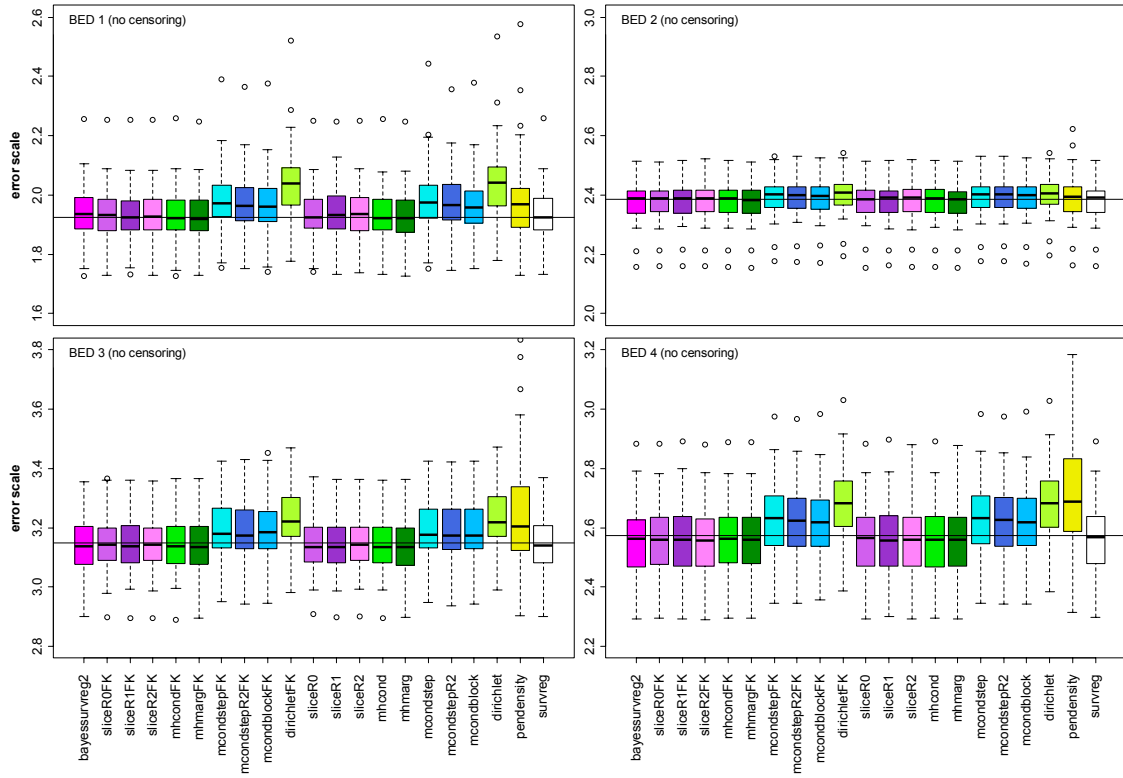 BED 1 (no censoring)
error scale
2.6
2.4
2.2
2.0
1.8
1.6
BED 2 (no censoring)
3.0
2.8
2.6
2.4
2.2
2.0
BED 3 (no censoring)
error scale
3.8
3.6
3.4
3.2
3.0
2.8
BED 4 (no censoring)
3.2
3.0
2.8
2.6
2.4
2.2
bayessurvreg2
sliceR0FK
sliceR1FK
sliceR2FK
mhcondFK
mhmargFK
mcondstepFK
mcondstepR2FK
mcondblockFK
dirichletFK
sliceR0
sliceR1
sliceR2
mhcond
mhmarg
mcondstep
mcondstepR2
mcondblock
dirichlet
pendensity
survreg
bayessurvreg2
sliceR0FK
sliceR1FK
sliceR2FK
mhcondFK
mhmargFK
mcondstepFK
mcondstepR2FK
mcondblockFK
dirichletFK
sliceR0
sliceR1
sliceR2
mhcond
mhmarg
mcondstep
mcondstepR2
mcondblock
dirichlet
pendensity
survreg